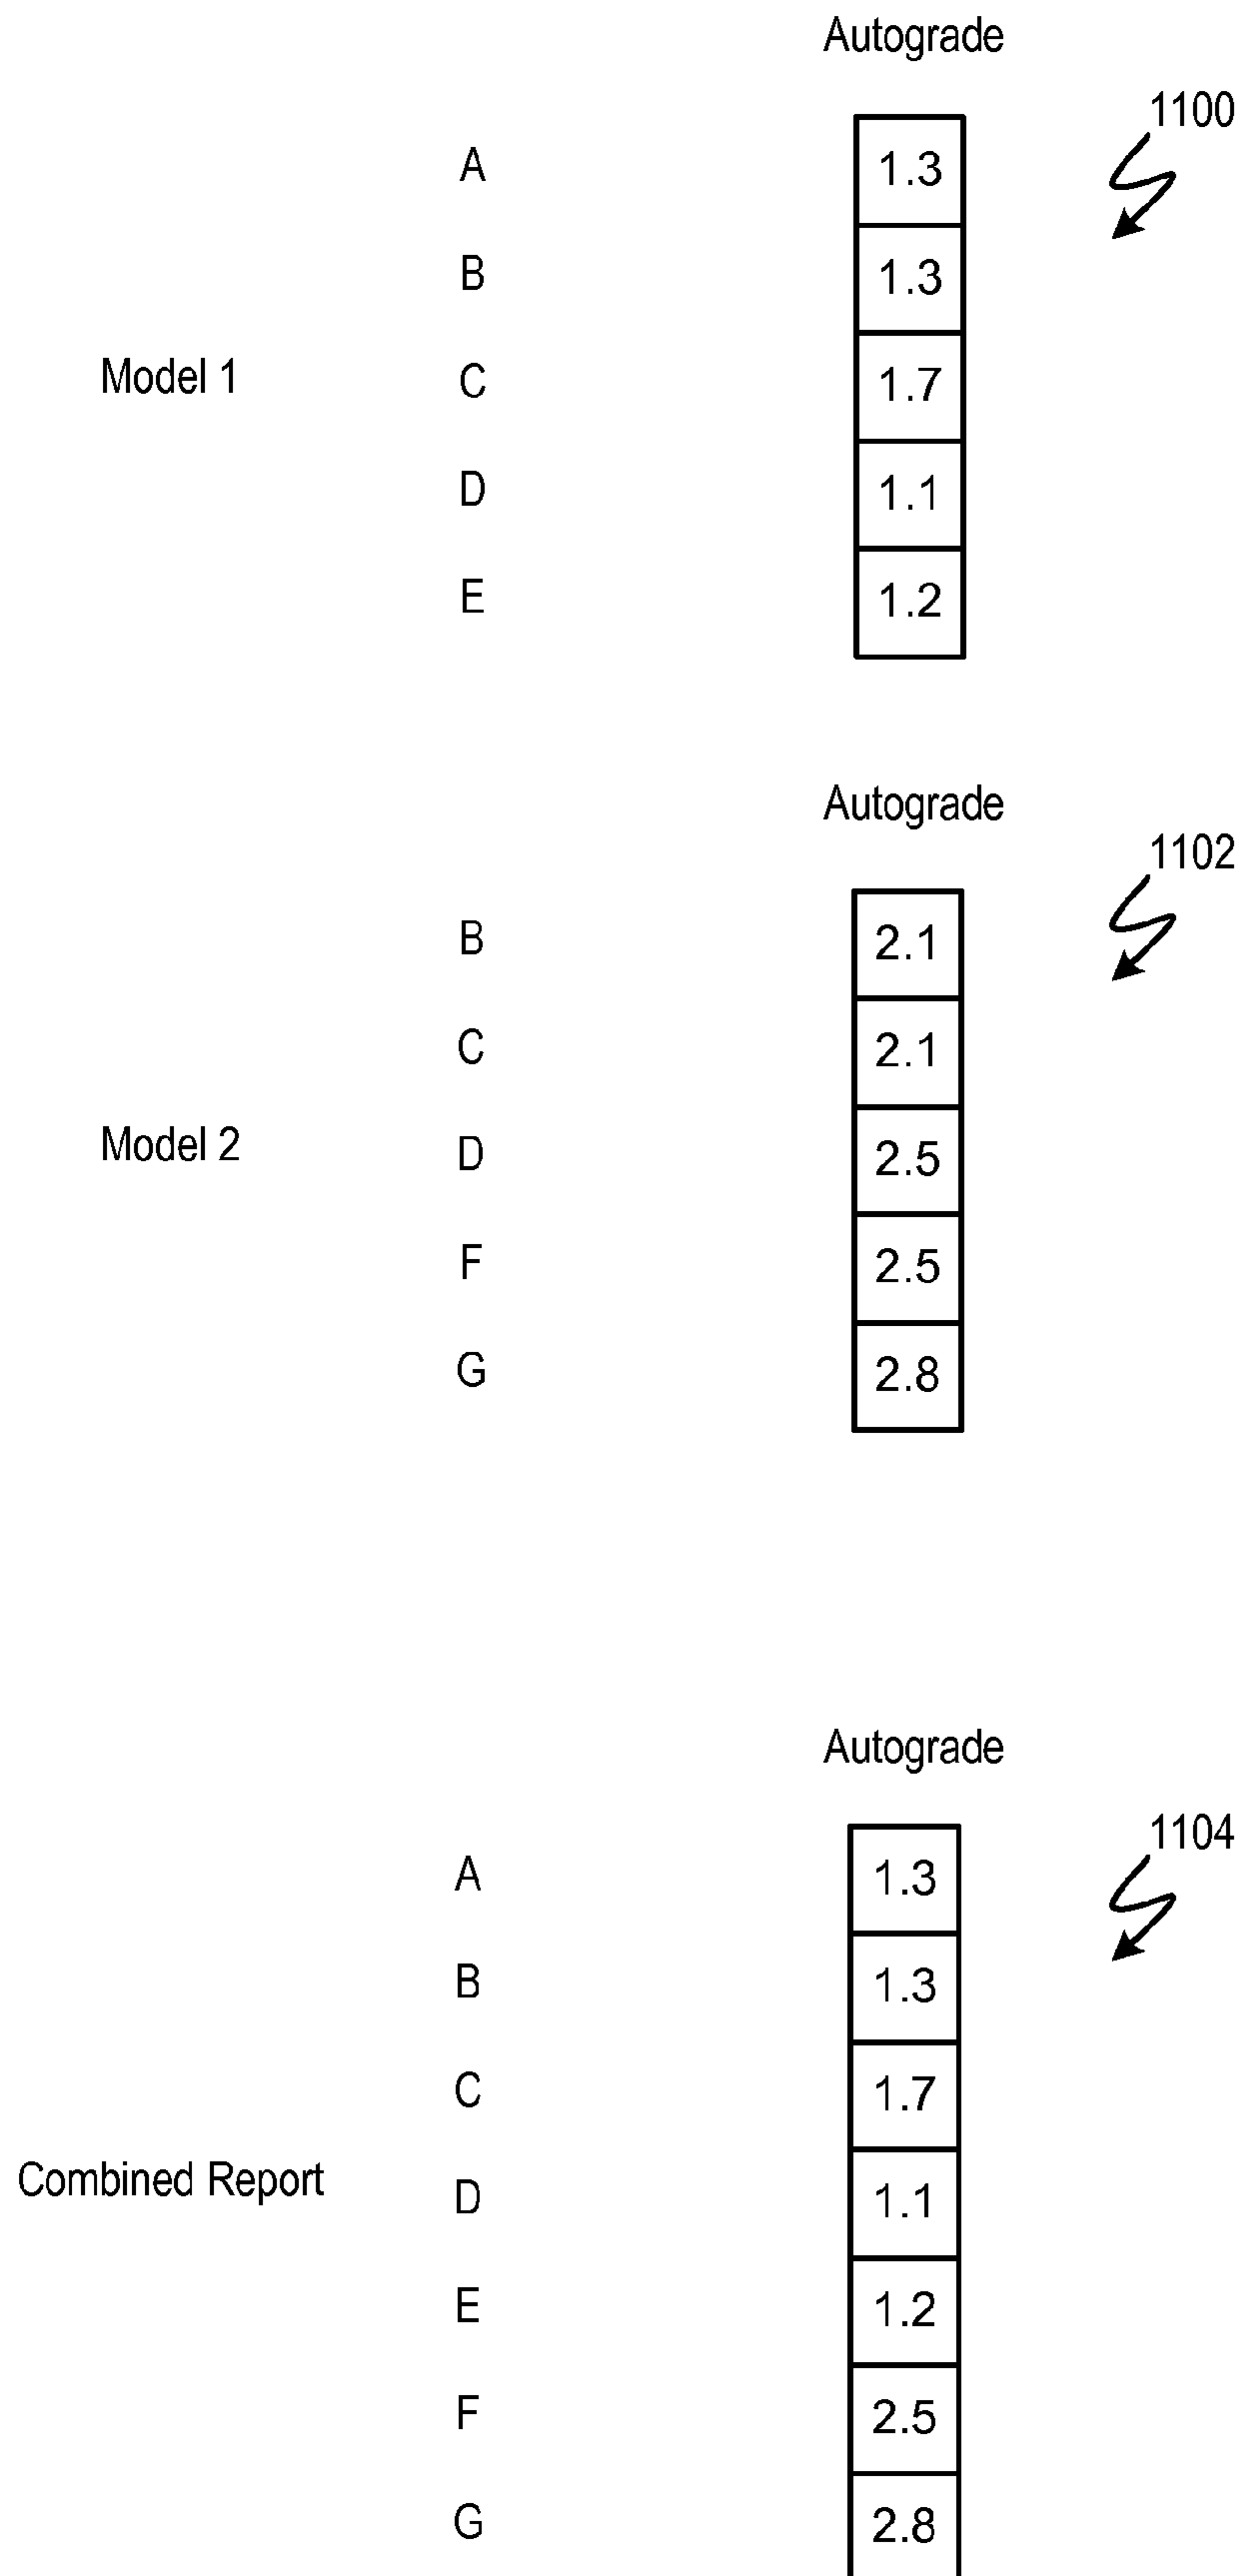 Autograde
1100
A 1.3
B 1.3
Model 1 C 1.7
D 1.1
E 1.2
Autograde
1102
B 2.1
C 2.1
Model 2 D 2.5
F 2.5
G 2.8
Autograde
1104
A 1.3
B 1.3
C 1.7
Combined Report D 1.1
E 1.2
F 2.5
G 2.8